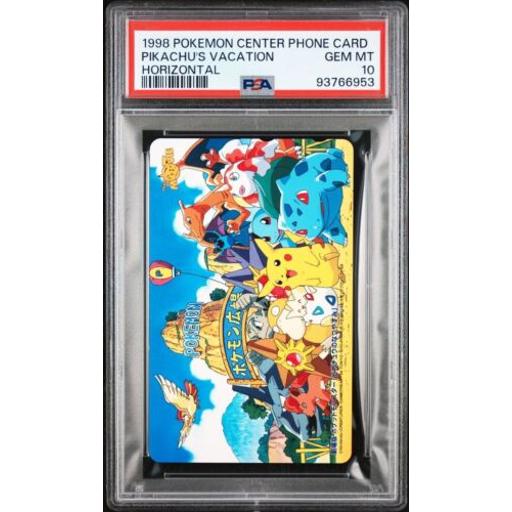 1998 POKEMON CENTER PHONE CARD
PIKACHU'S VACATION GEM MT
HORIZONTAL 10
PSA 93766953
POKÉMON
ポケモン広場